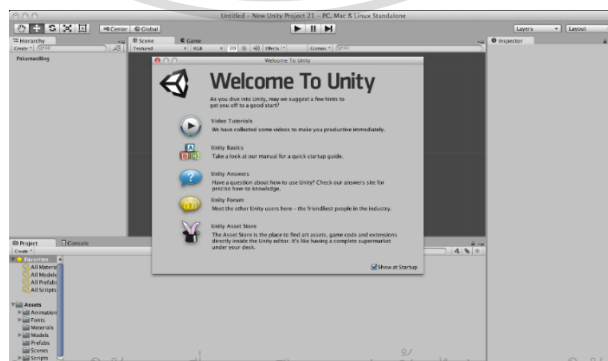 Untitled – New Unity Project 21 – PC, Mac & Linux Standalone
Center
Global
Layers
Layout
Hierarchy
Scene
Game
Inspector
Create
Textured
RGB
2D
Effects
Gizmos
Welcome To Unity
Welcome To Unity
As you dive into Unity, may we suggest a few hints to
get you off to a good start?
Video Tutorials
We have collected some videos to make you productive immediately.
Unity Basics
Take a look at our manual for a quick startup guide.
Unity Answers
Have a question about how to use Unity? Check our answers site for
precise how-to knowledge.
Unity Forum
Meet the other Unity users here – the friendliest people in the industry.
Unity Asset Store
The Asset Store is the place to find art assets, game code and extensions
directly inside the Unity editor. It's like having a complete supermarket
under your desk.
Show at Startup
Project
Console
Create
Favorites
All Materi
All Models
All Prefabs
All Scripts
Assets
Animation
Fonts
Materials
Models
Prefabs
Scenes
Scripts